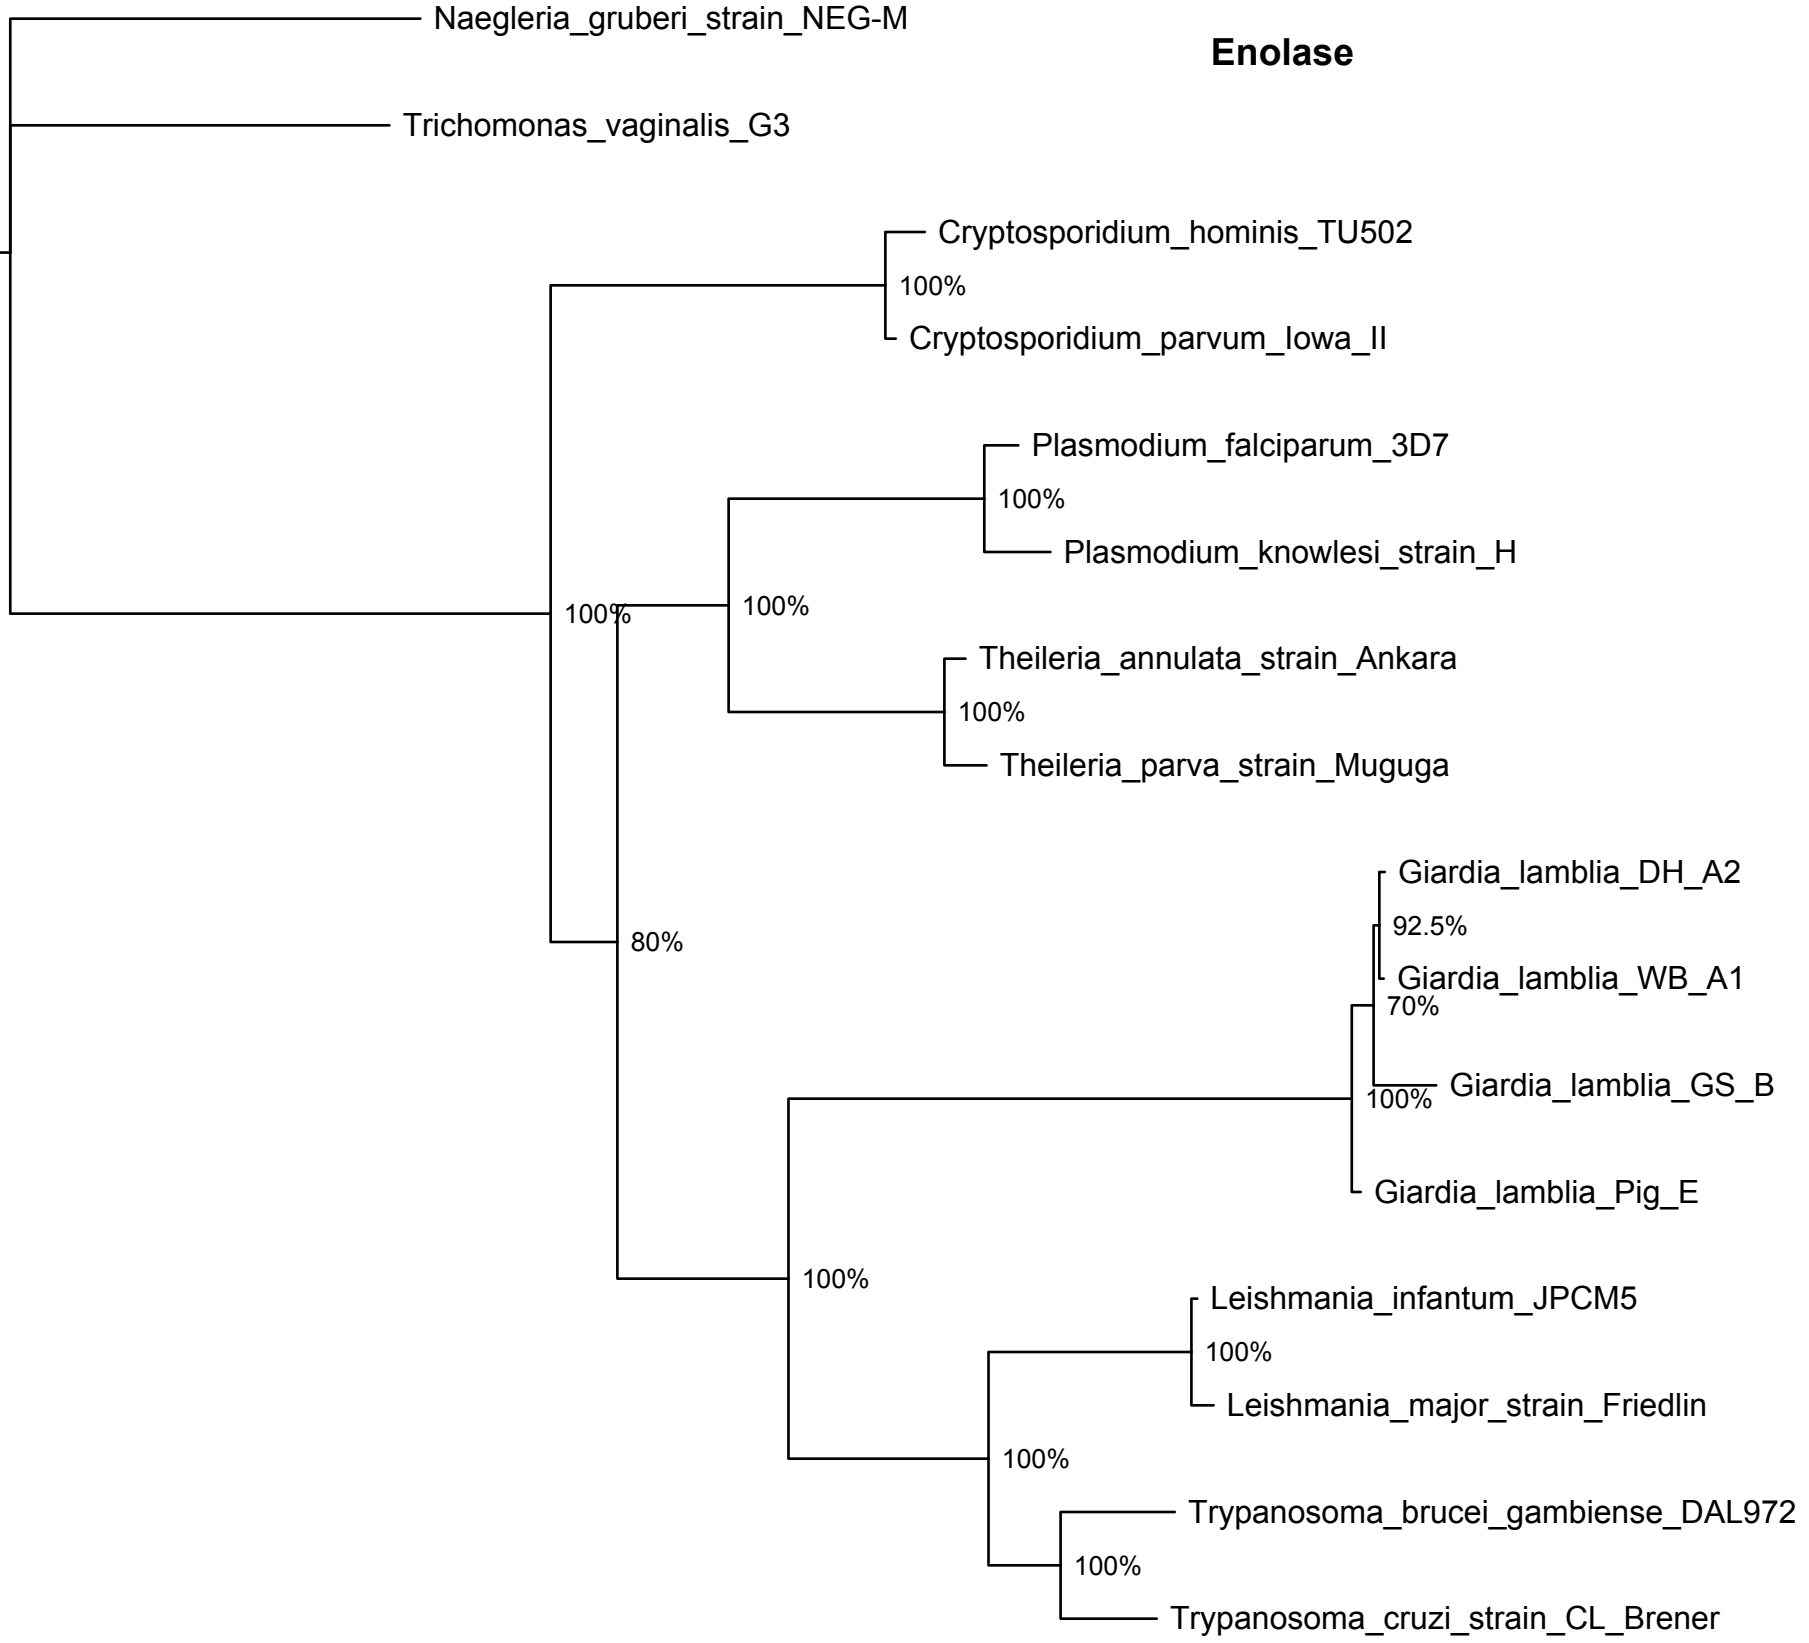 Naegleria_gruberi_strain_NEG-M
Enolase
Trichomonas_vaginalis_G3
Cryptosporidium_hominis_TU502
100%
Cryptosporidium_parvum_Iowa_II
Plasmodium_falciparum_3D7
100%
Plasmodium_knowlesi_strain_H
100%
100%
Theileria_annulata_strain_Ankara
100%
Theileria_parva_strain_Muguga
Giardia_lamblia_DH_A2
92.5%
80%
Giardia_lamblia_WB_A1
70%
Giardia_lamblia_GS_B
100%
Giardia_lamblia_Pig_E
100%
Leishmania_infantum_JPCM5
100%
Leishmania_major_strain_Friedlin
100%
Trypanosoma_brucei_gambiense_DAL972
100%
Trypanosoma_cruzi_strain_CL_Brener